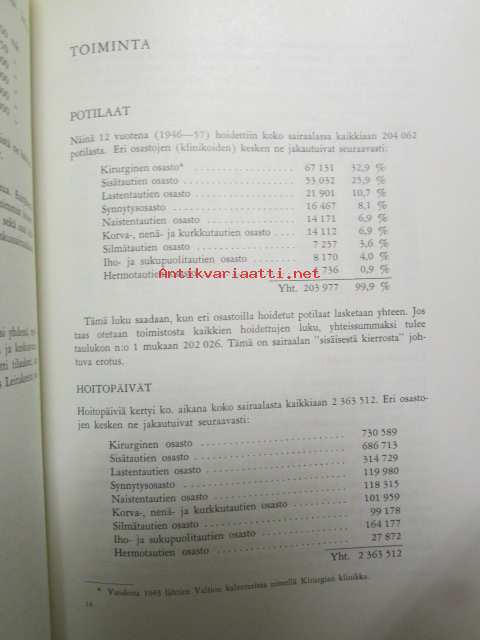 TOIMINTA
POTILAAT
Näinä 12 vuotena (1946—57) hoidettiin koko sairaalassa kaikkiaan 204 062
potilasta. Eri osastojen (klinikoiden) kesken ne jakautuivat seuraavasti:
Kirurginen osasto* .................... 67 131 32,9 %
Sisätautien osasto .................... 53 032 25,9 %
Lastentautien osasto .................. 21 901 10,7 %
Synnytysosasto ........................ 16 467 8,1 %
Naistentautien osasto ................. 14 171 6,9 %
Korva-, nenä- ja kurkkutautien osasto .... 14 112 6,9 %
Silmätautien osasto ................... 7 257 3,6 %
Iho- ja sukupuolitautien osasto ....... 8 170 4,0 %
Hermotautien 736 0,9 %
Antikvariaatti.net
Yht. 203 977 99,9 %
Tämä luku saadaan, kun eri osastoilla hoidetut potilaat lasketaan yhteen. Jos
taas otetaan toimistosta kaikkien hoidettujen luku, yhteissummaksi tulee
taulukon n:o 1 mukaan 202 026. Tämä on sairaalan "sisäisestä kierrosta" joh-
tuva erotus.
HOITOPÄIVÄT
Hoitopäiviä kertyi ko. aikana koko sairaalasta kaikkiaan 2 363 512. Eri osasto-
jen kesken ne jakautuivat seuraavasti:
Kirurginen osasto .................... 730 589
Sisätautien osasto ................... 686 713
Lastentautien osasto ................. 314 729
Synnytysosasto ....................... 119 980
Naistentautien osasto ................ 118 315
Korva-, nenä- ja kurkkutautien osasto .... 101 959
Silmätautien osasto .................. 99 178
Iho- ja sukupuolitautien osasto ...... 164 177
Hermotautien osasto .................. 27 872
Yht. 2 363 512
* Vuodesta 1943 lähtien Valtion kalenterissa nimellä Kirurgian klinikka.